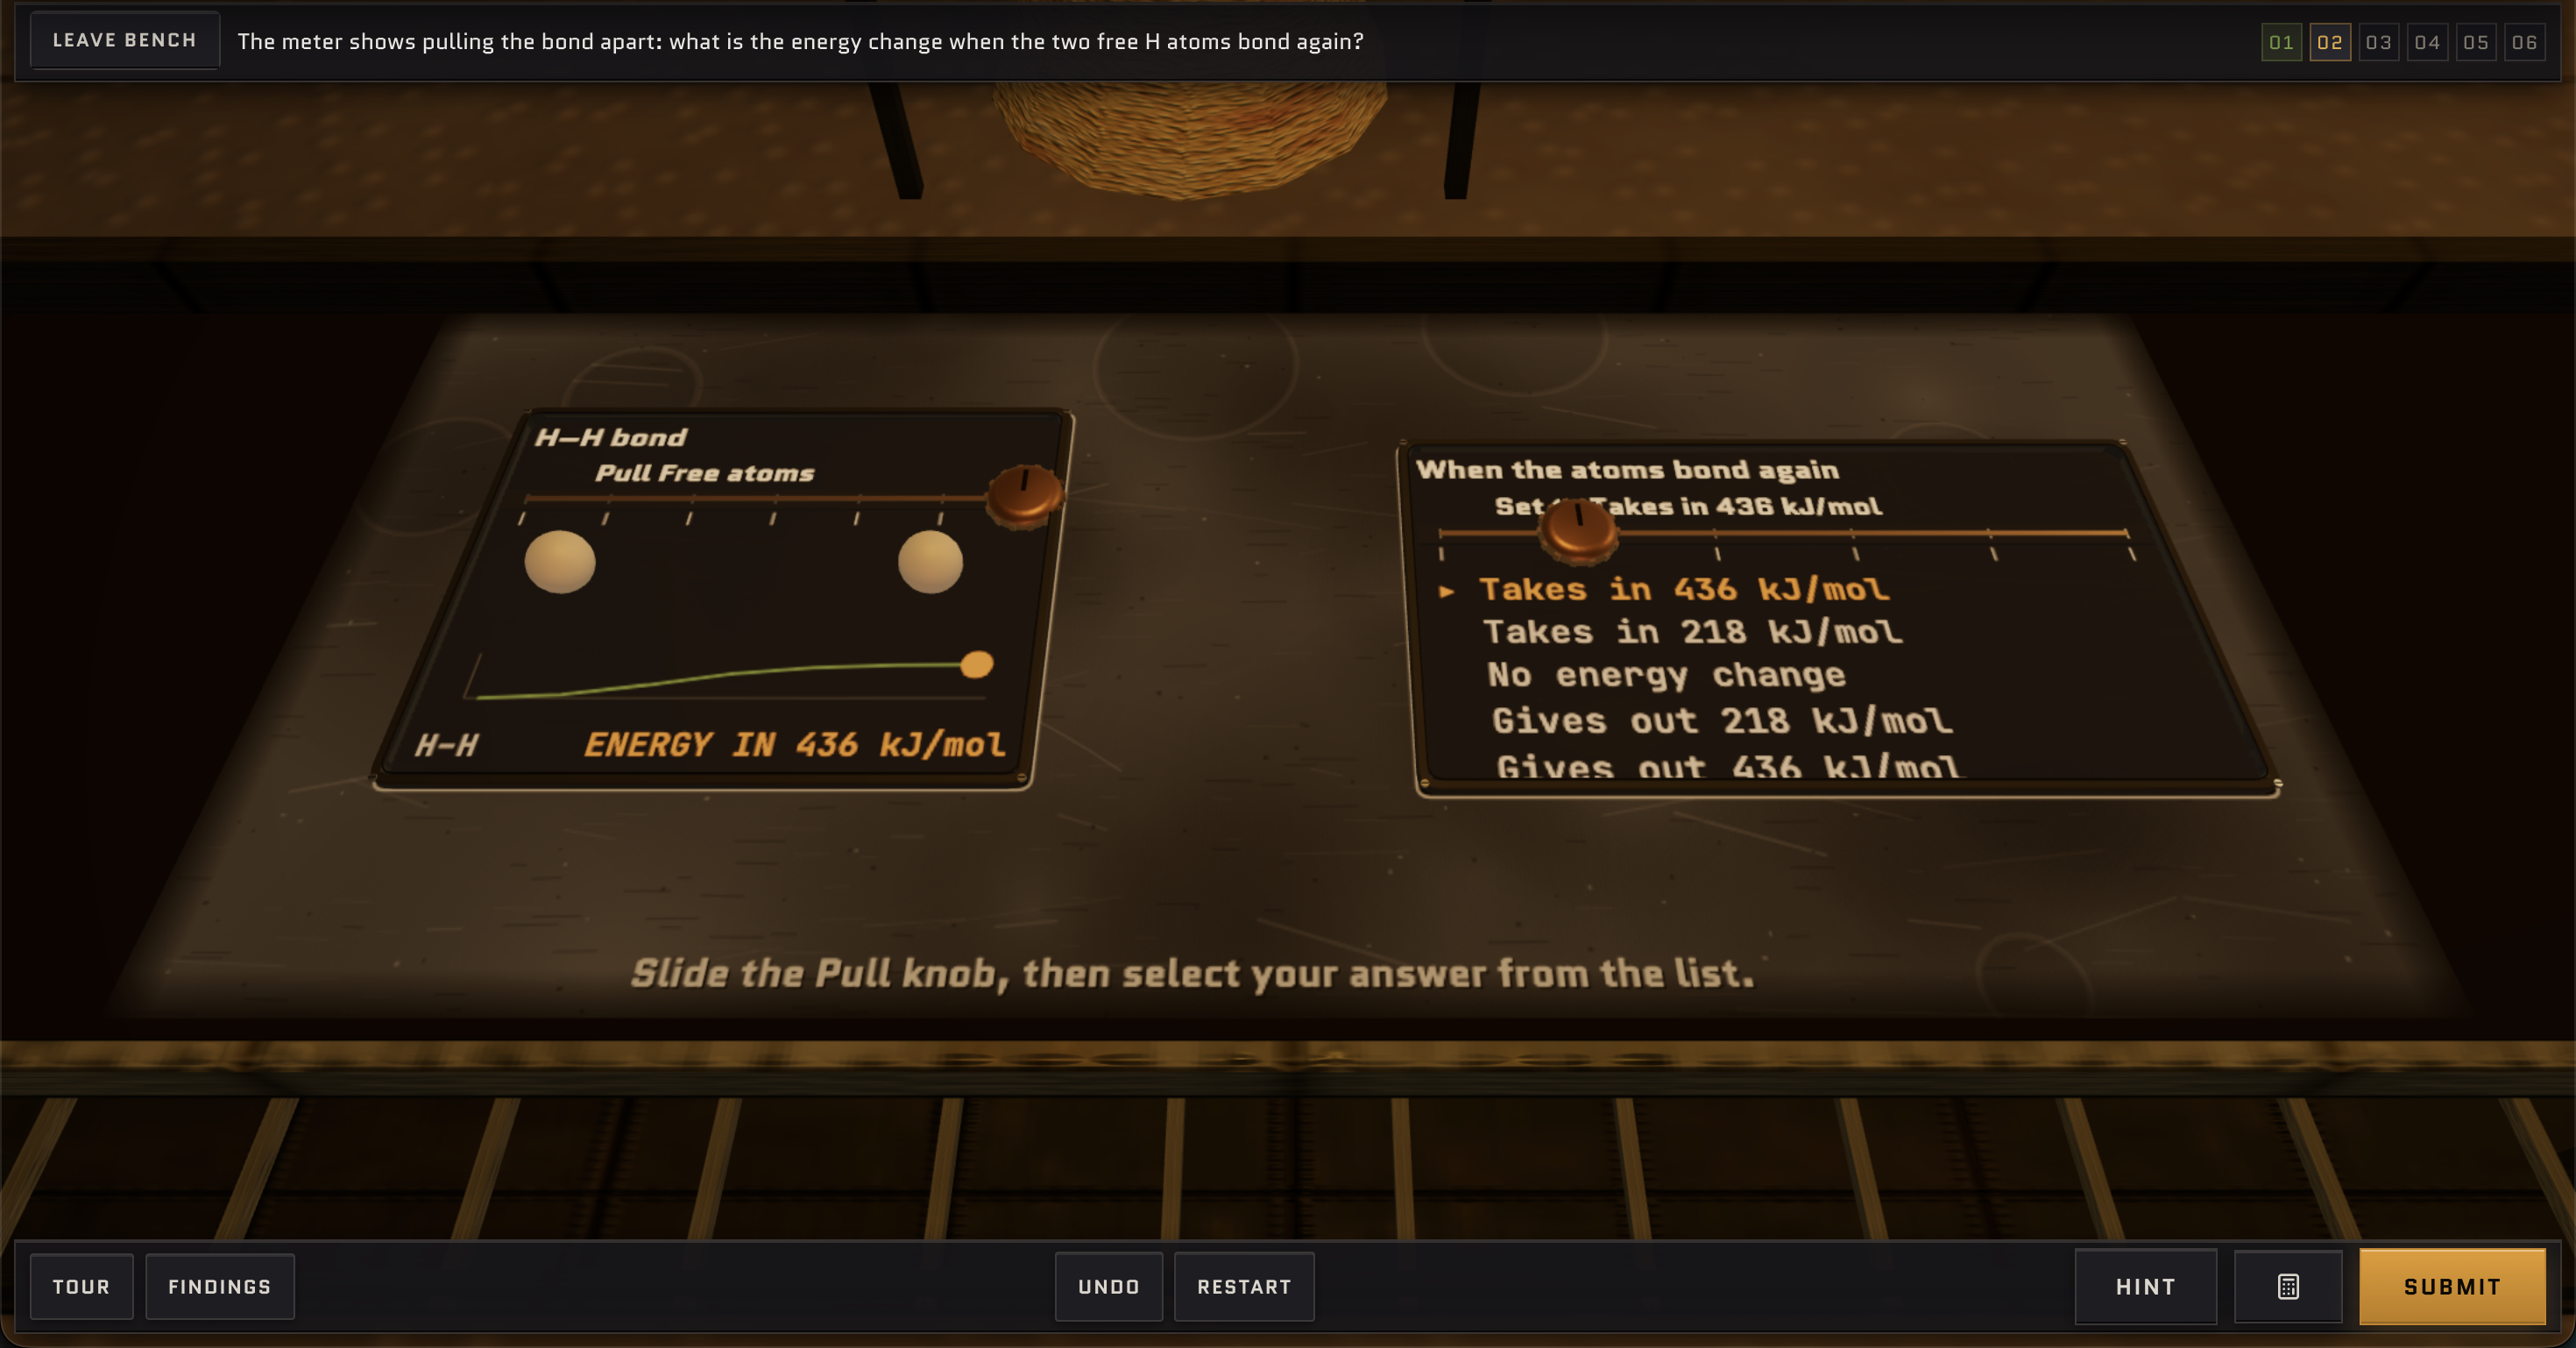 LEAVE BENCH
The meter shows pulling the bond apart: what is the energy change when the two free H atoms bond again?
01 02 03 04 05 06
H–H bond
Pull Free atoms
H–H
ENERGY IN 436 kJ/mol
When the atoms bond again
Set Takes in 436 kJ/mol
▸ Takes in 436 kJ/mol
Takes in 218 kJ/mol
No energy change
Gives out 218 kJ/mol
Gives out 436 kJ/mol
Slide the Pull knob, then select your answer from the list.
TOUR
FINDINGS
UNDO
RESTART
HINT
SUBMIT